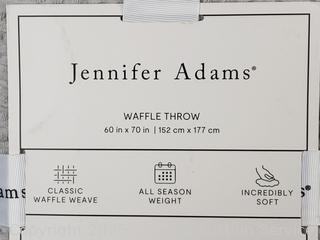 Jennifer Adams®
WAFFLE THROW
60 in x 70 in | 152 cm x 177 cm
ams
CLASSIC
WAFFLE WEAVE
ALL SEASON
WEIGHT
INCREDIBLY
SOFT